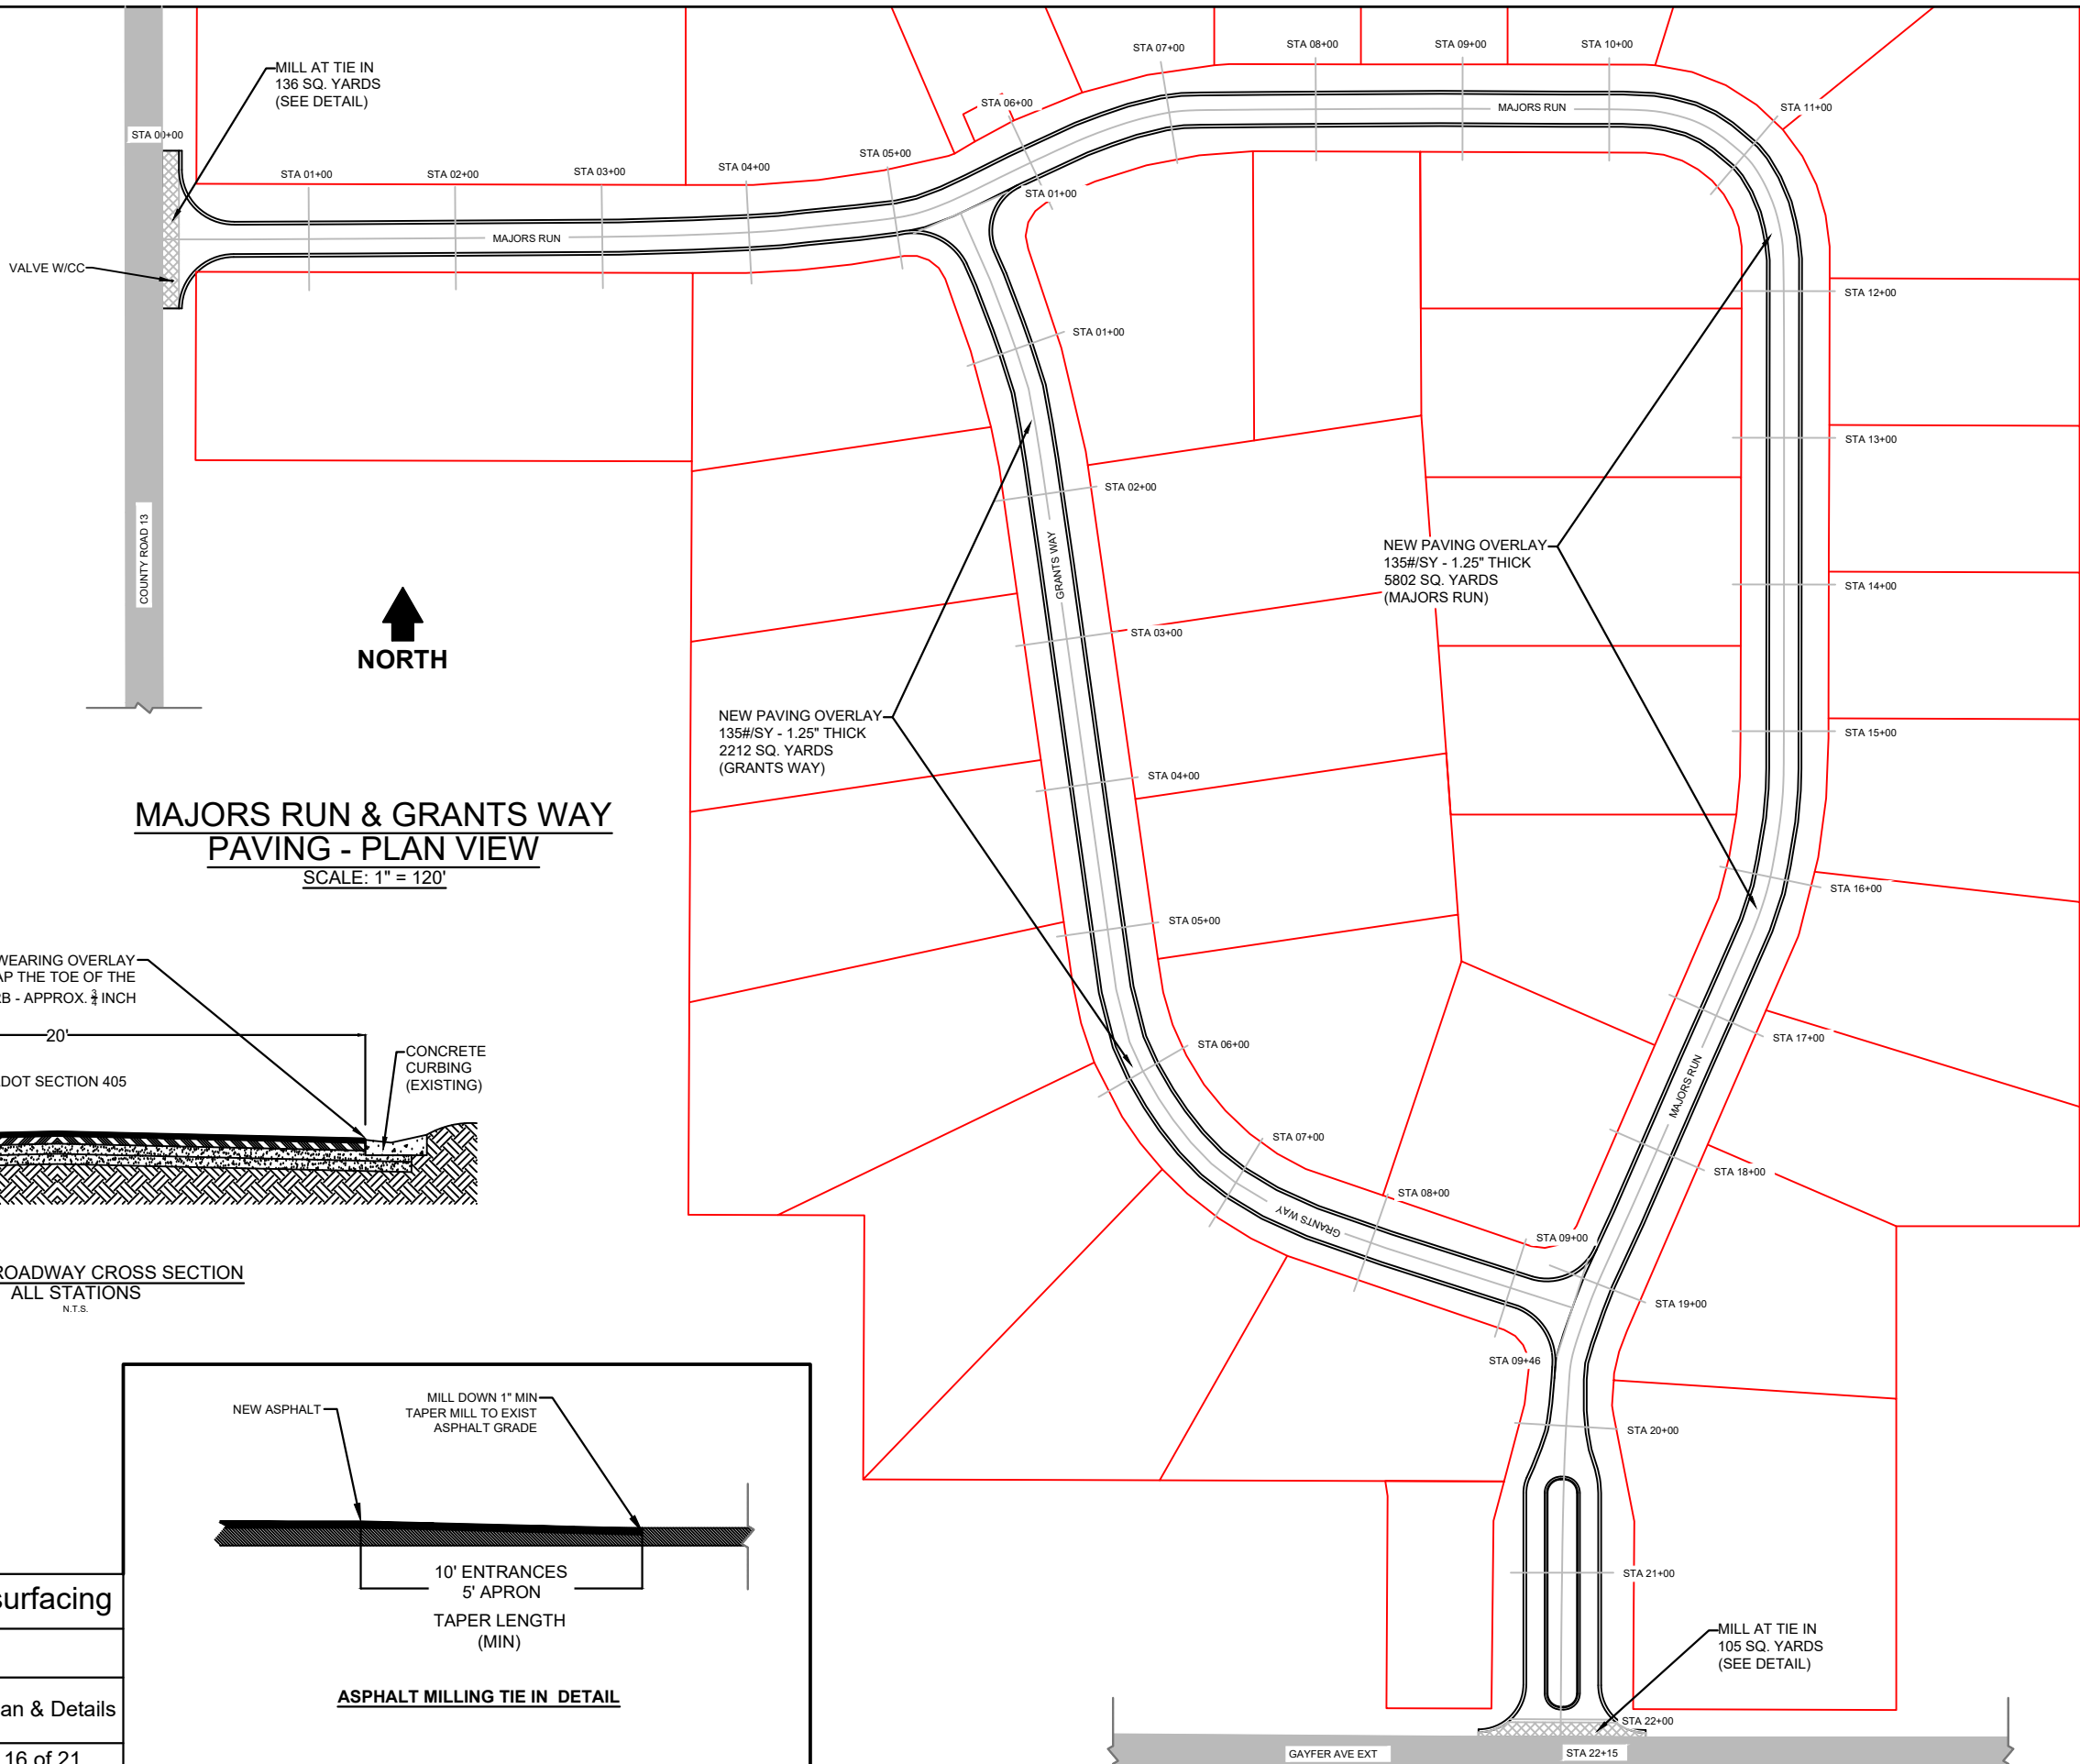 MILL AT TIE IN
136 SQ. YARDS
(SEE DETAIL)
STA 00+00
STA 01+00
STA 02+00
STA 03+00
STA 04+00
STA 05+00
STA 06+00
STA 07+00
STA 08+00
STA 09+00
STA 10+00
STA 11+00
MAJORS RUN
MAJORS RUN
VALVE W/CC
STA 01+00
STA 01+00
STA 12+00
STA 13+00
STA 14+00
STA 15+00
STA 16+00
STA 17+00
STA 18+00
STA 19+00
STA 20+00
STA 21+00
STA 22+00
STA 22+15
STA 02+00
STA 03+00
STA 04+00
STA 05+00
STA 06+00
STA 07+00
STA 08+00
STA 09+00
STA 09+46
GRANTS WAY
GRANTS WAY
MAJORS RUN
COUNTY ROAD 13
NORTH
NEW PAVING OVERLAY
135#/SY - 1.25" THICK
5802 SQ. YARDS
(MAJORS RUN)
NEW PAVING OVERLAY
135#/SY - 1.25" THICK
2212 SQ. YARDS
(GRANTS WAY)
MAJORS RUN & GRANTS WAY
PAVING - PLAN VIEW
SCALE: 1" = 120'
WEARING OVERLAY
AP THE TOE OF THE
RB - APPROX. 3/4 INCH
20'
CONCRETE
CURBING
(EXISTING)
DOT SECTION 405
ROADWAY CROSS SECTION
ALL STATIONS
N.T.S.
NEW ASPHALT
MILL DOWN 1" MIN
TAPER MILL TO EXIST
ASPHALT GRADE
10' ENTRANCES
5' APRON
TAPER LENGTH
(MIN)
ASPHALT MILLING TIE IN DETAIL
surfacing
an & Details
16 of 21
MILL AT TIE IN
105 SQ. YARDS
(SEE DETAIL)
GAYFER AVE EXT